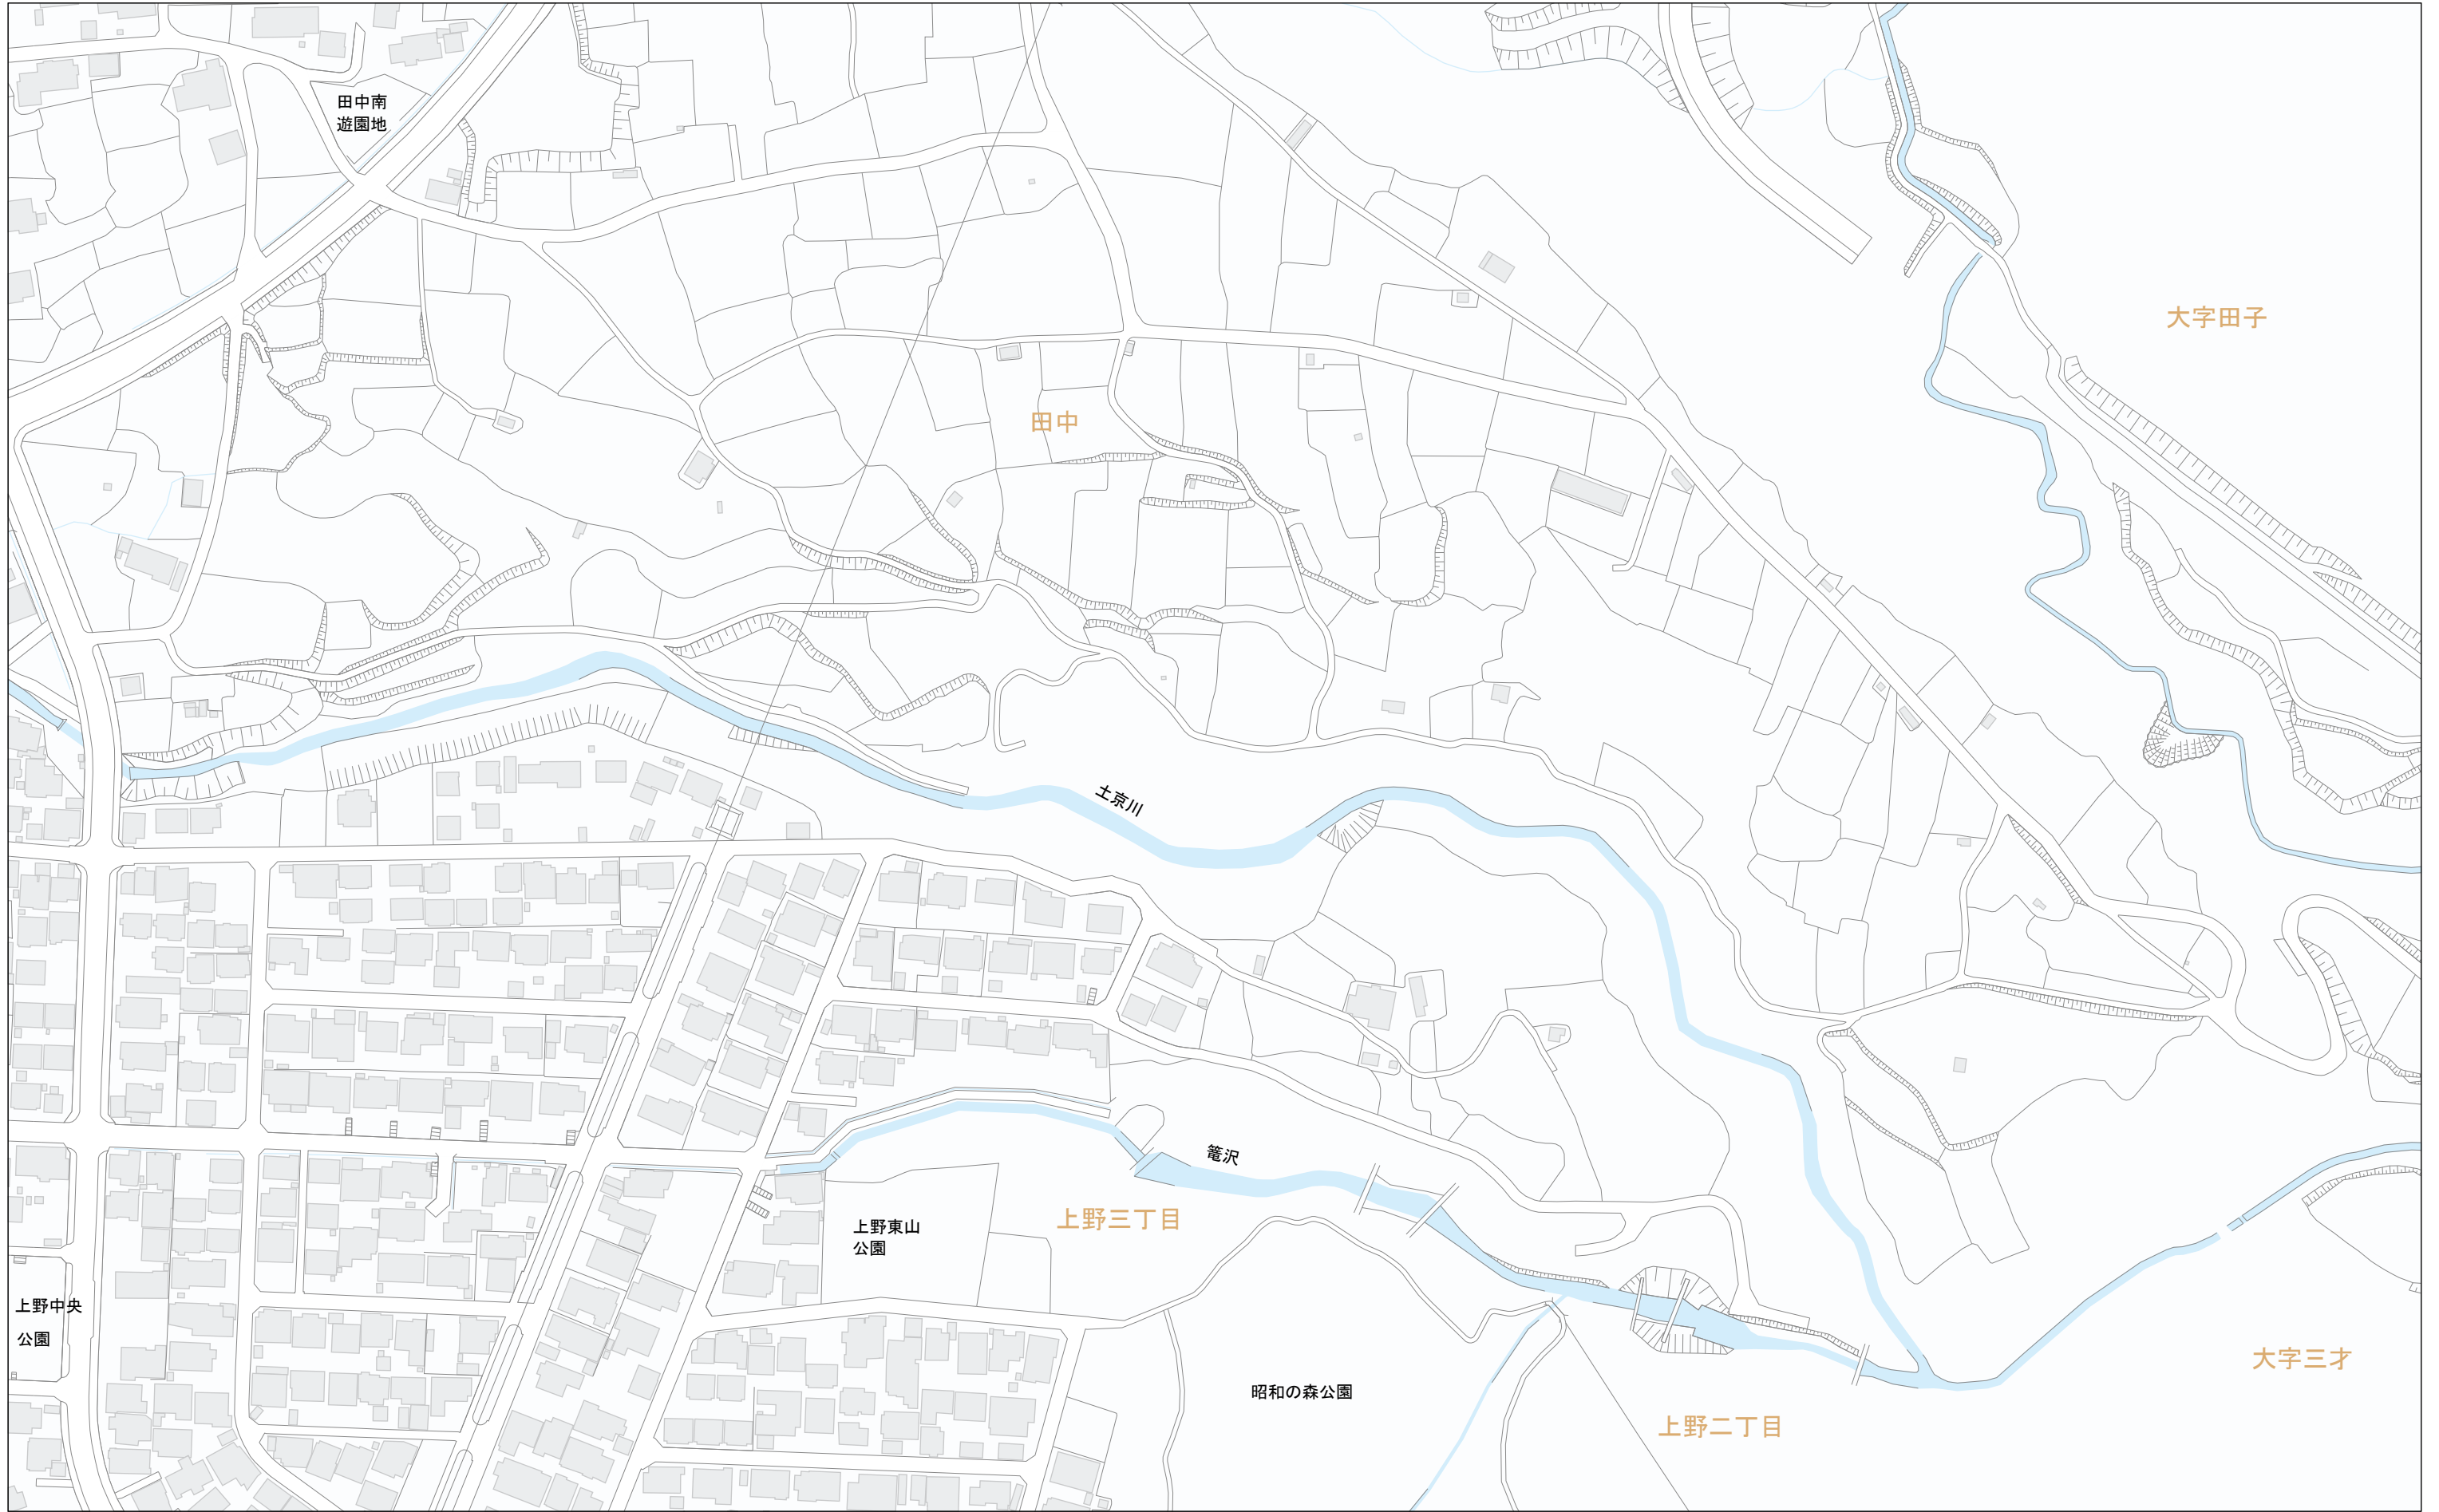 田中南
遊園地
大字田子
田中
土京川
篭沢
上野三丁目
上野東山
公園
上野中央
公園
大字三才
昭和の森公園
上野二丁目